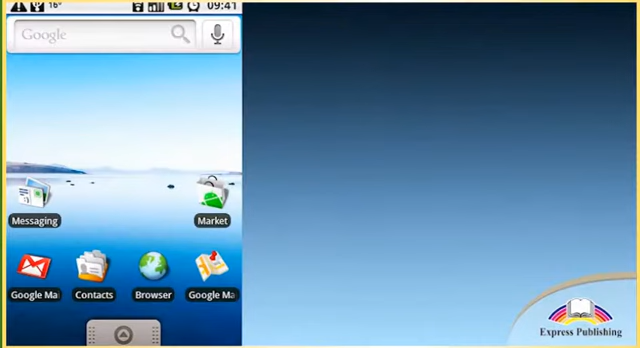 16°
09:41
Google
Messaging
Market
Google Ma
Contacts
Browser
Google Ma
Express Publishing